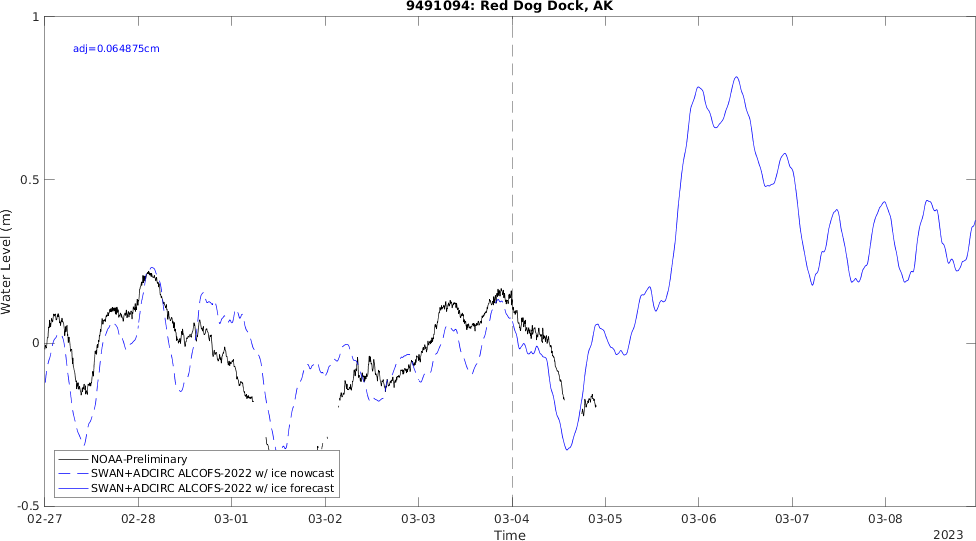 9491094: Red Dog Dock, AK
adj=0.064875cm
Water Level (m)
1
0.5
0
-0.5
NOAA-Preliminary
SWAN+ADCIRC ALCOFS-2022 w/ ice nowcast
SWAN+ADCIRC ALCOFS-2022 w/ ice forecast
02-27 02-28 03-01 03-02 03-03 03-04 03-05 03-06 03-07 03-08
Time
2023